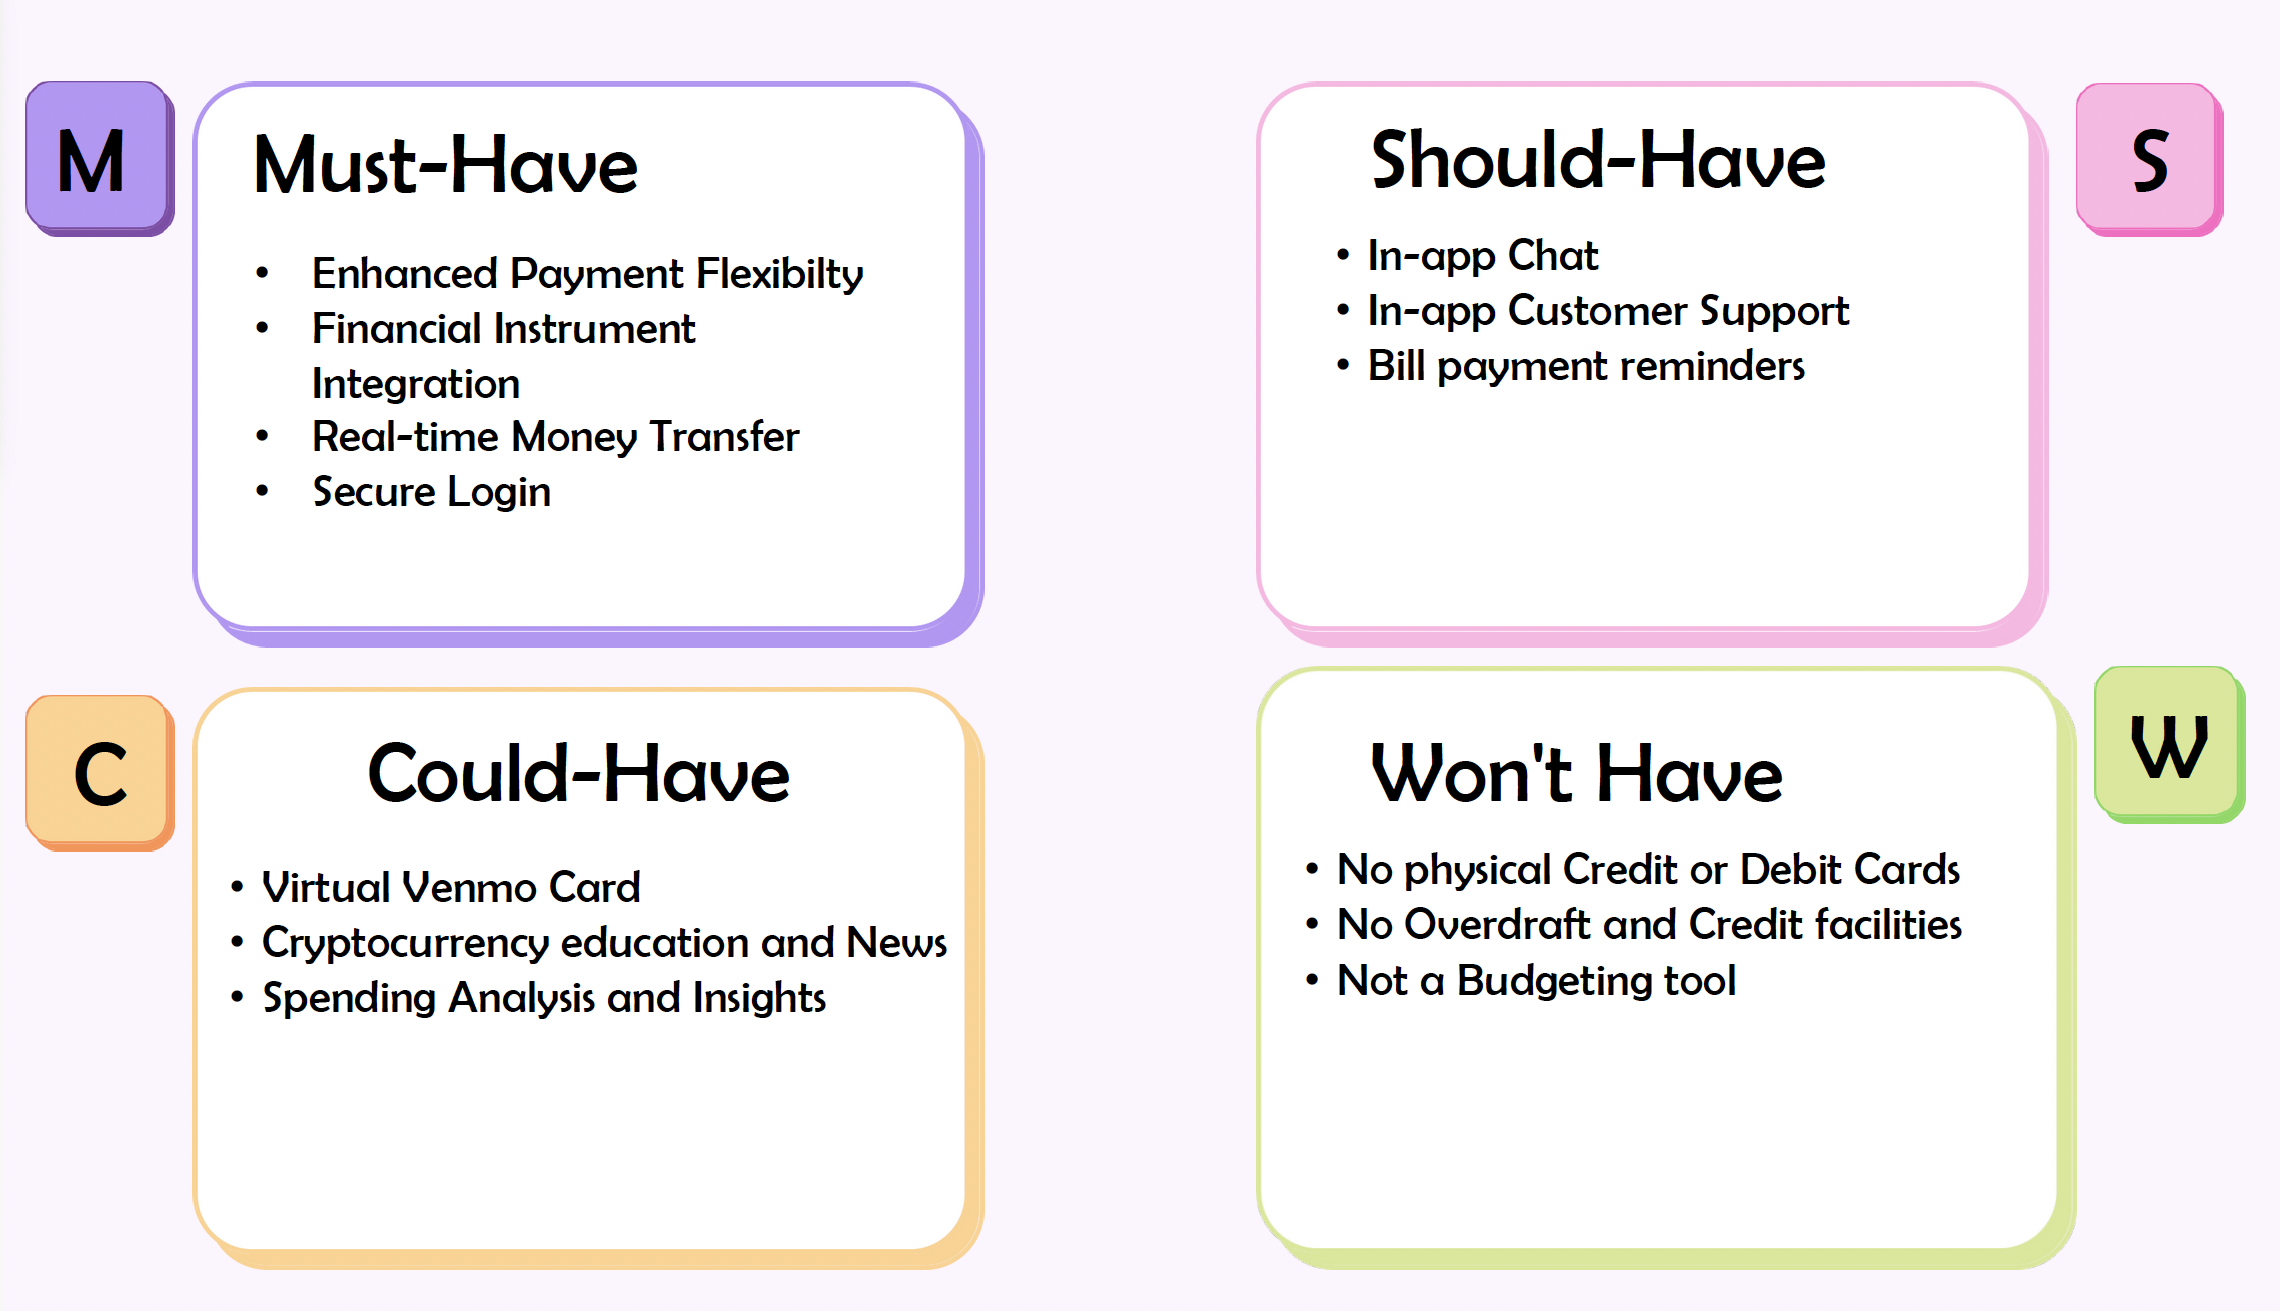 M
Must-Have
• Enhanced Payment Flexibilty
• Financial Instrument
Integration
• Real-time Money Transfer
• Secure Login
S
Should-Have
• In-app Chat
• In-app Customer Support
• Bill payment reminders
C
Could-Have
• Virtual Venmo Card
• Cryptocurrency education and News
• Spending Analysis and Insights
W
Won't Have
• No physical Credit or Debit Cards
• No Overdraft and Credit facilities
• Not a Budgeting tool